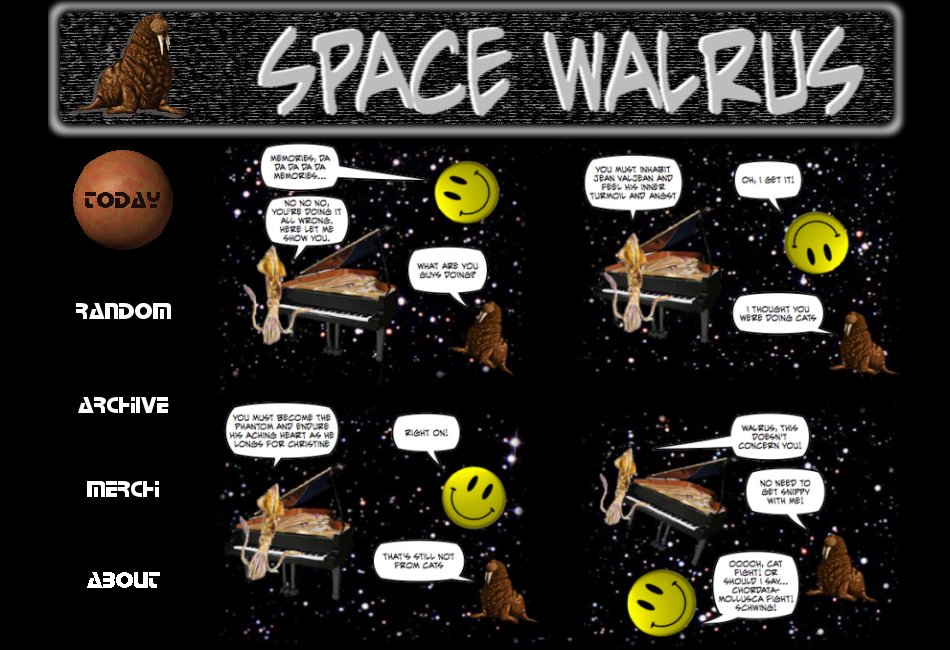 SPACE WALRUS
TODAY
RANDOM
ARCHIVE
MERCH
ABOUT
MEMORIES, DA
DA DA DA DA
MEMORIES...
NO NO NO,
YOU'RE DOING IT
ALL WRONG.
HERE LET ME
SHOW YOU.
WHAT ARE YOU
GUYS DOING?
YOU MUST INHABIT
JEAN VALJEAN AND
FEEL HIS INNER
TURMOIL AND ANGST
OH, I GET IT!
I THOUGHT YOU
WERE DOING CATS
YOU MUST BECOME THE
PHANTOM AND ENDURE
HIS ACHING HEART AS HE
LONGS FOR CHRISTINE
RIGHT ON!
THAT'S STILL NOT
FROM CATS
WALRUS, THIS
DOESN'T
CONCERN YOU!
NO NEED TO
GET SNIPPY
WITH ME!
OOOOH, CAT
FIGHT! OR
SHOULD I SAY...
CHORDATA-
MOLLUSCA FIGHT!
SCHWING!